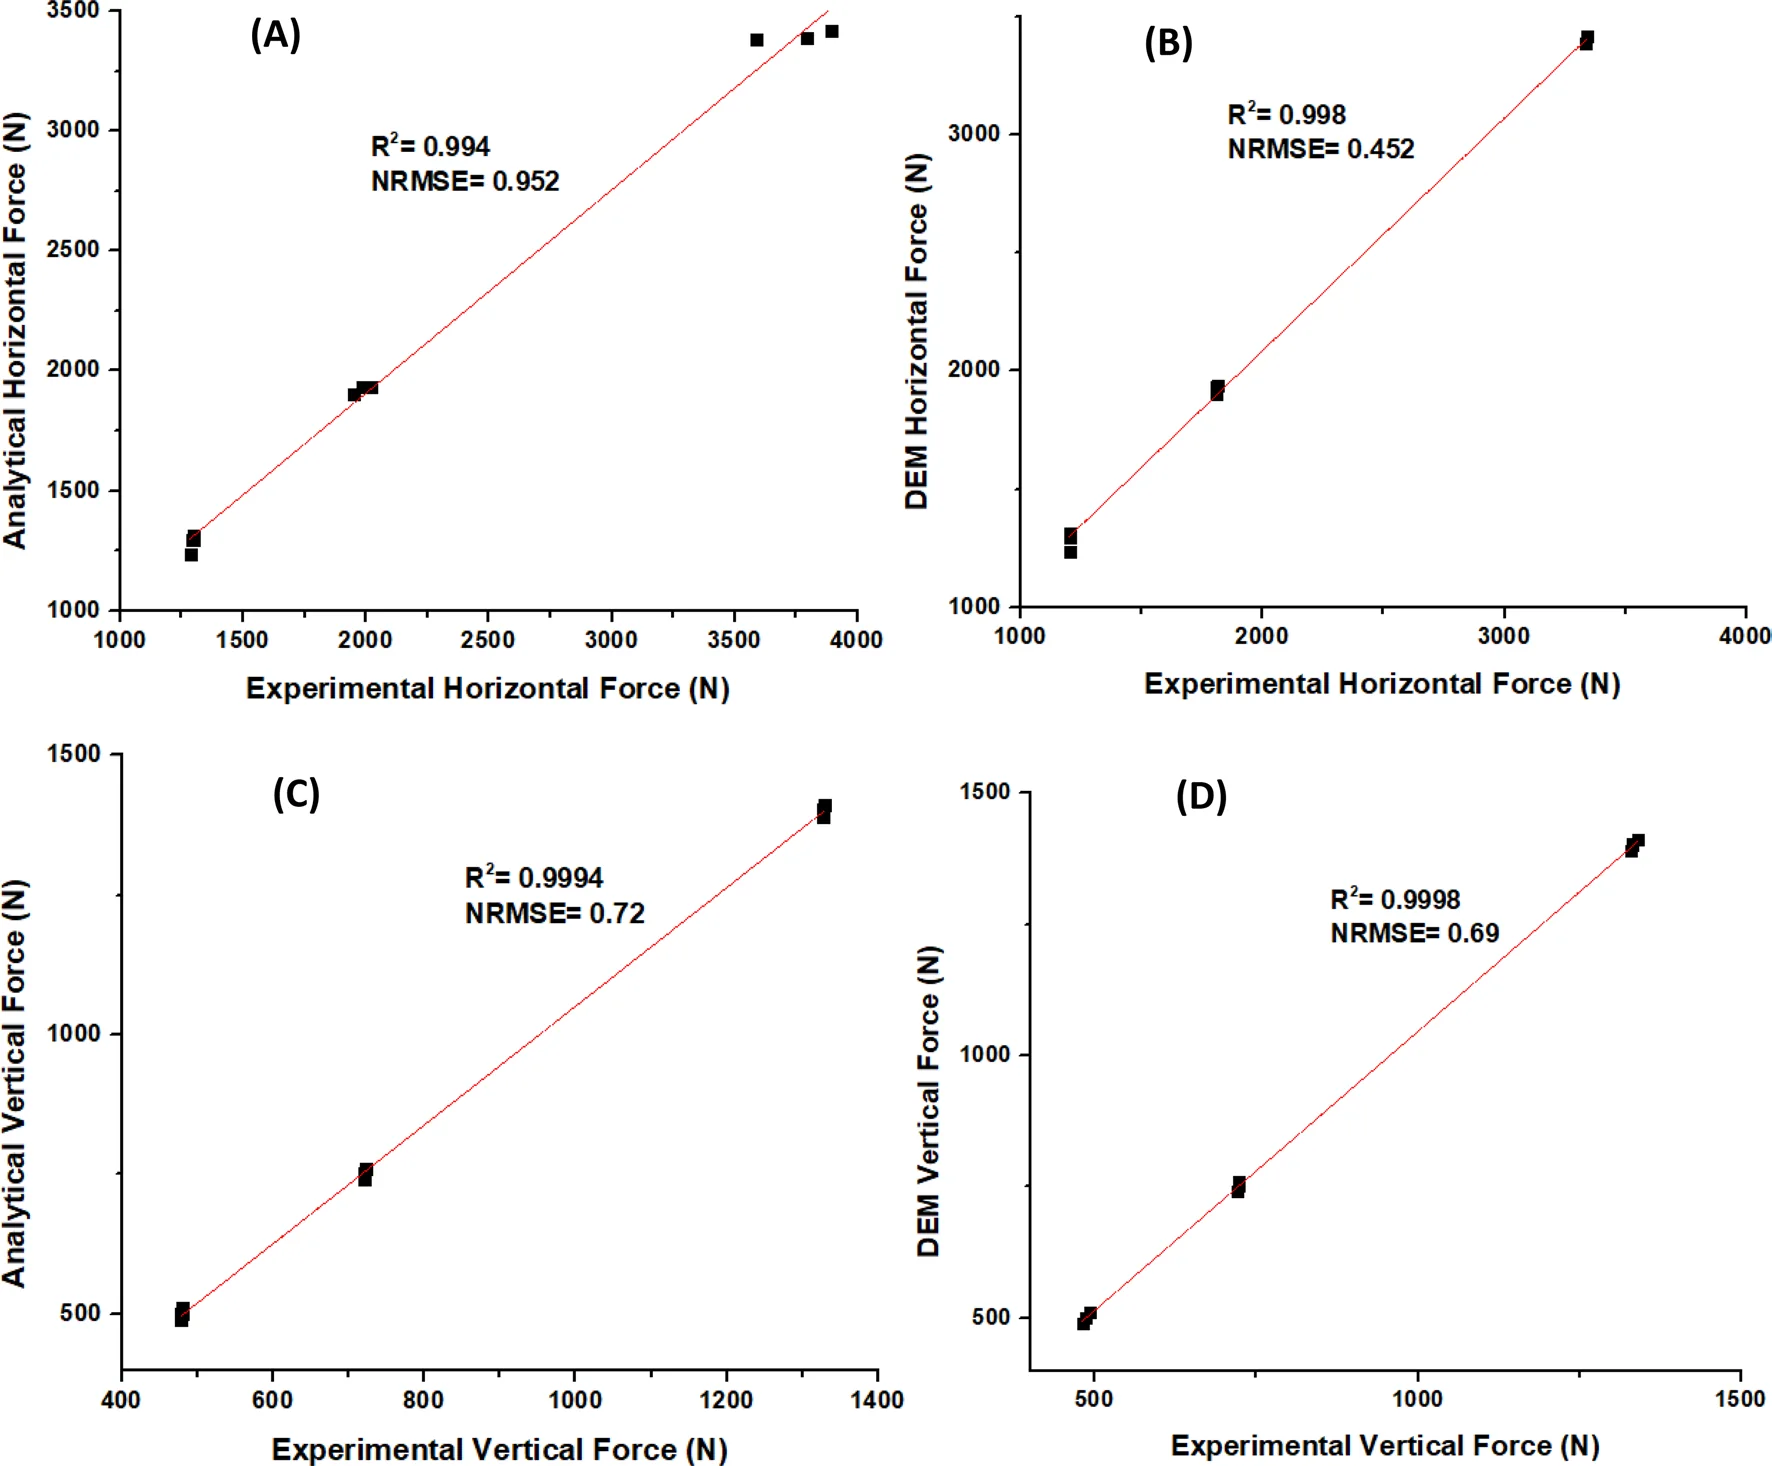 (A)
R²= 0.994
NRMSE= 0.952
Analytical Horizontal Force (N)
3500
3000
2500
2000
1500
1000
1000 1500 2000 2500 3000 3500 4000
Experimental Horizontal Force (N)
(B)
R²= 0.998
NRMSE= 0.452
DEM Horizontal Force (N)
3000
2000
1000
1000 2000 3000 4000
Experimental Horizontal Force (N)
(C)
R²= 0.9994
NRMSE= 0.72
Analytical Vertical Force (N)
1500
1000
500
400 600 800 1000 1200 1400
Experimental Vertical Force (N)
(D)
R²= 0.9998
NRMSE= 0.69
DEM Vertical Force (N)
1500
1000
500
500 1000 1500
Experimental Vertical Force (N)